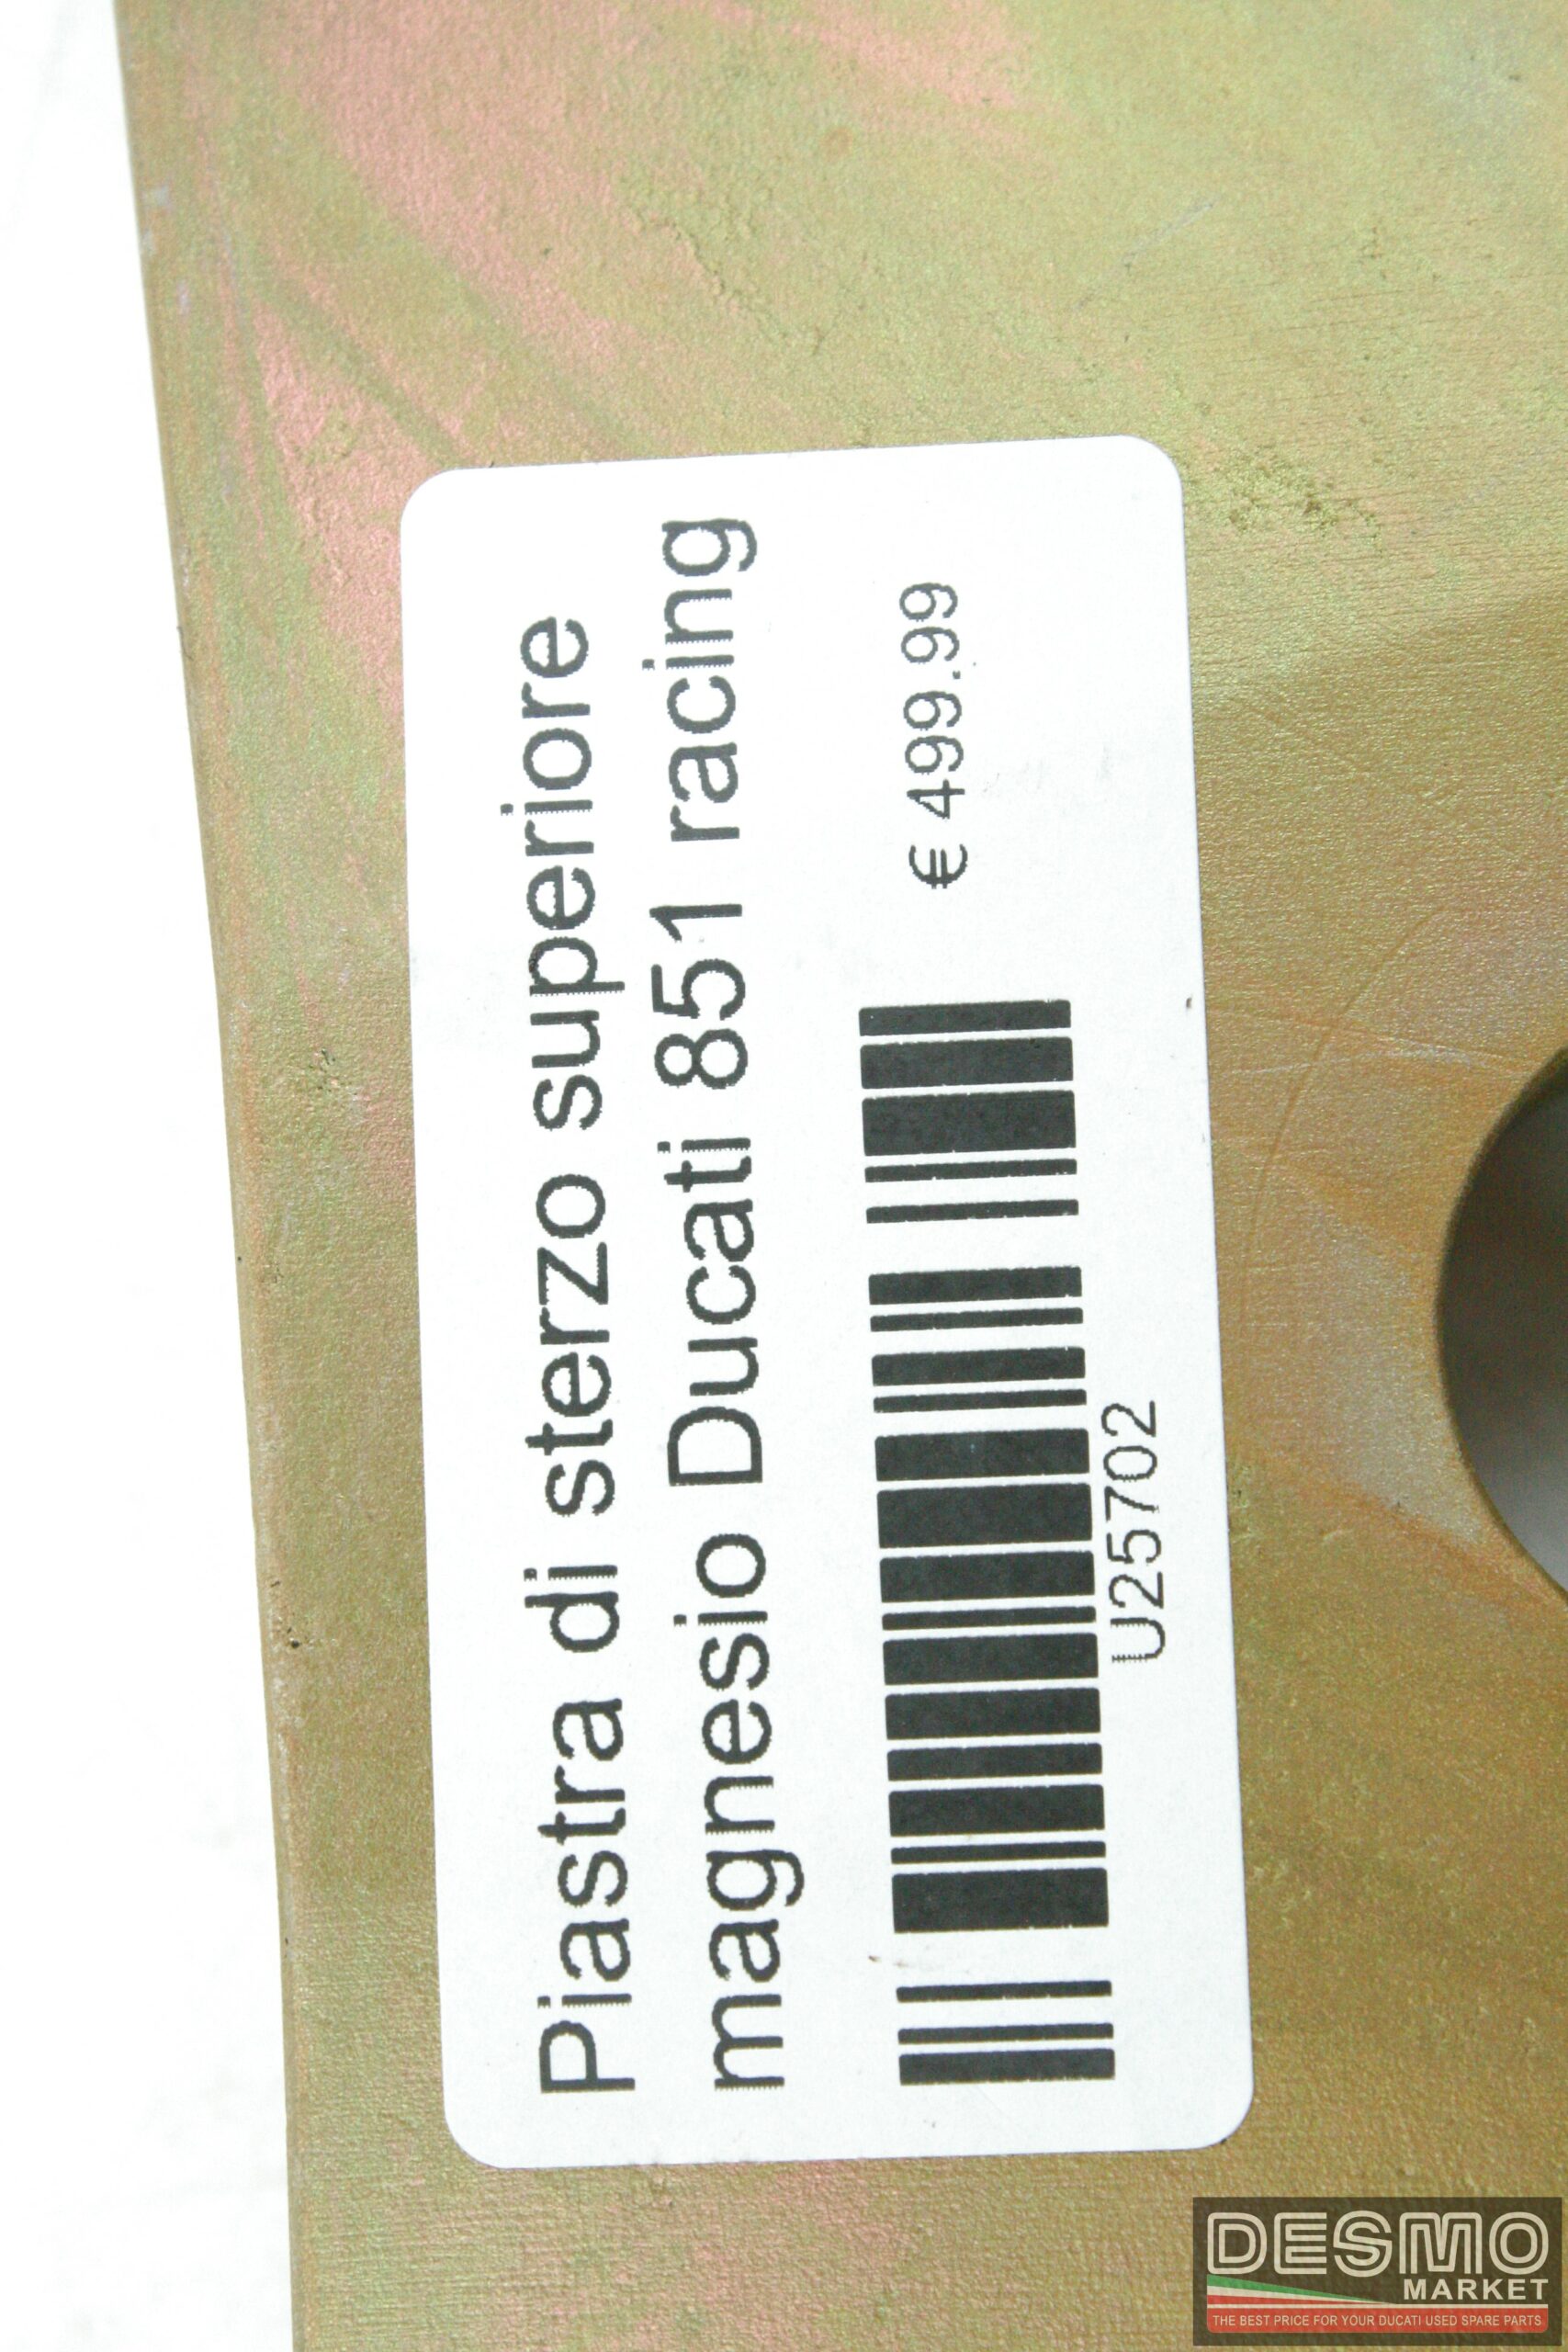 Piastra di sterzo superiore
magnesio Ducati 851 racing
€ 499.99
U25702
DESMO
MARKET
THE BEST PRICE FOR YOUR DUCATI USED SPARE PARTS